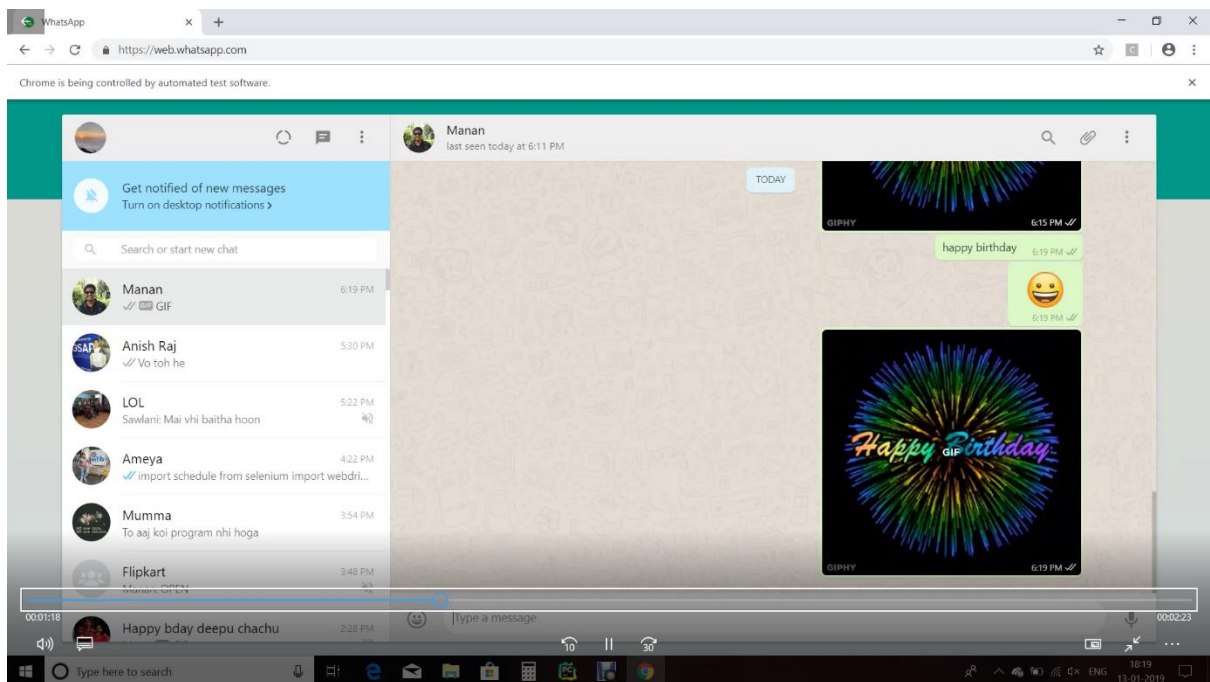 WhatsApp
https://web.whatsapp.com
Chrome is being controlled by automated test software.
Manan
last seen today at 6:11 PM
Get notified of new messages
Turn on desktop notifications >
Search or start new chat
Manan 6:19 PM
GIF GIF
Anish Raj 5:30 PM
Vo toh he
LOL 5:22 PM
Sawlani: Mai vhi baitha hoon
Ameya 4:22 PM
import schedule from selenium import webdri...
Mumma 3:54 PM
To aaj koi program nhi hoga
Flipkart 3:48 PM
Manan: OPEN
Happy bday deepu chachu 2:28 PM
TODAY
GIPHY 6:15 PM
happy birthday 6:19 PM
6:19 PM
Happy Birthday
GIF
GIPHY 6:19 PM
Type a message
00:01:18 00:02:23
10 30
Type here to search
ENG
18:19
13-01-2019